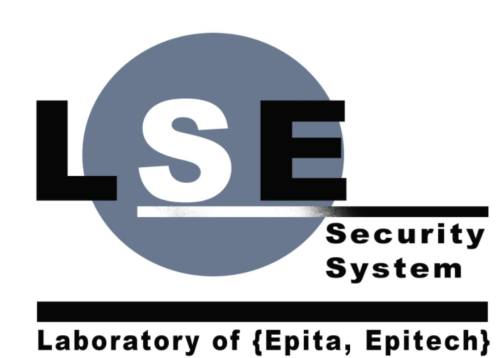 LSE
Security
System
Laboratory of {Epita, Epitech}